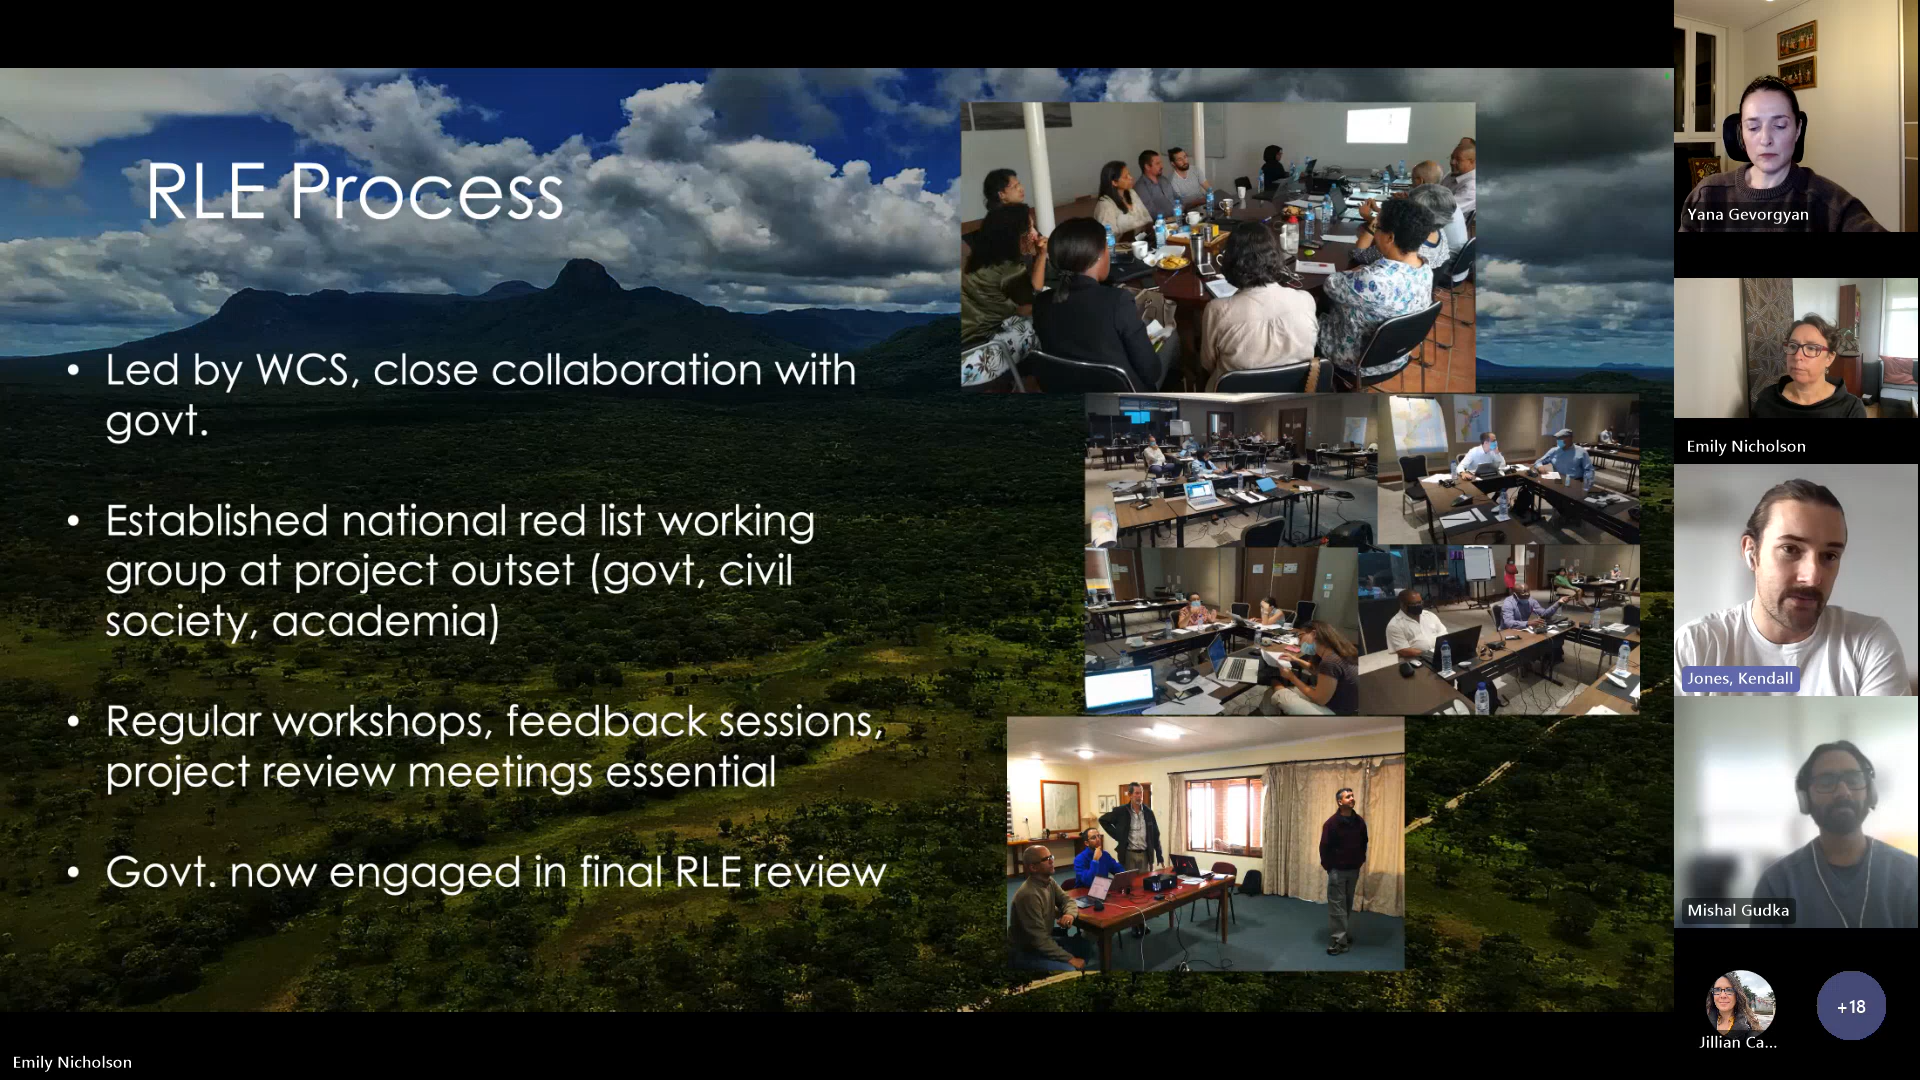 RLE Process
• Led by WCS, close collaboration with
govt.
• Established national red list working
group at project outset (govt, civil
society, academia)
• Regular workshops, feedback sessions,
project review meetings essential
• Govt. now engaged in final RLE review
Emily Nicholson
Yana Gevorgyan
Emily Nicholson
Jones, Kendall
Mishal Gudka
Jillian Ca...
+18